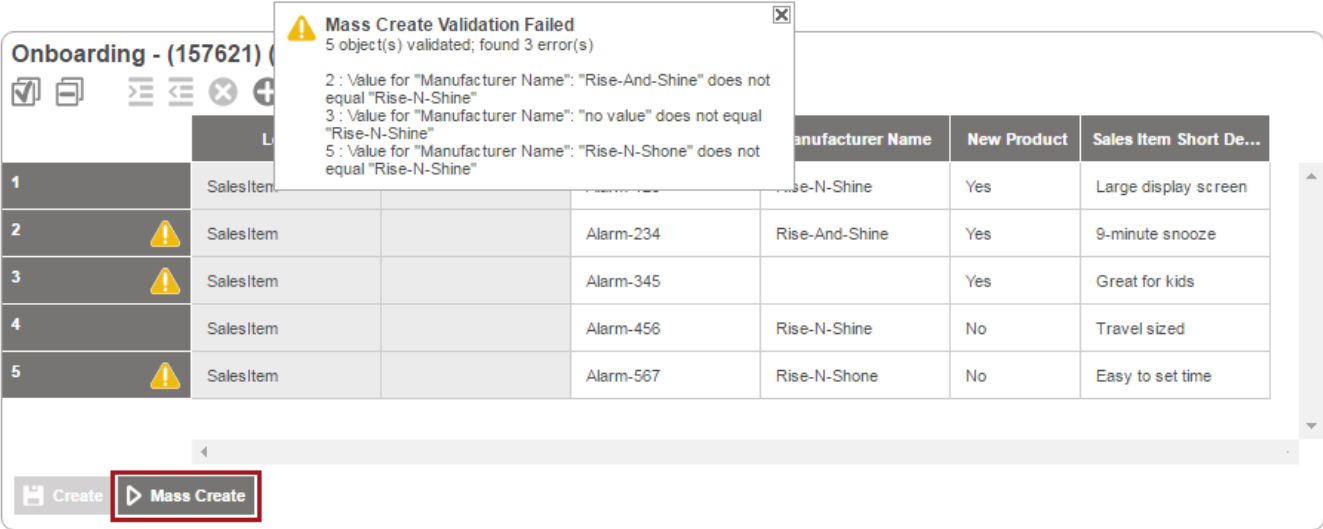 Mass Create Validation Failed
5 object(s) validated; found 3 error(s)
2 : Value for "Manufacturer Name": "Rise-And-Shine" does not
equal "Rise-N-Shine"
3 : Value for "Manufacturer Name": "no value" does not equal
"Rise-N-Shine"
5 : Value for "Manufacturer Name": "Rise-N-Shone" does not
equal "Rise-N-Shine"
Onboarding - (157621) (
anufacturer Name New Product Sales Item Short De...
1 SalesItem se-N-Shine Yes Large display screen
2 SalesItem Alarm-234 Rise-And-Shine Yes 9-minute snooze
3 SalesItem Alarm-345 Yes Great for kids
4 SalesItem Alarm-456 Rise-N-Shine No Travel sized
5 SalesItem Alarm-567 Rise-N-Shone No Easy to set time
Create Mass Create